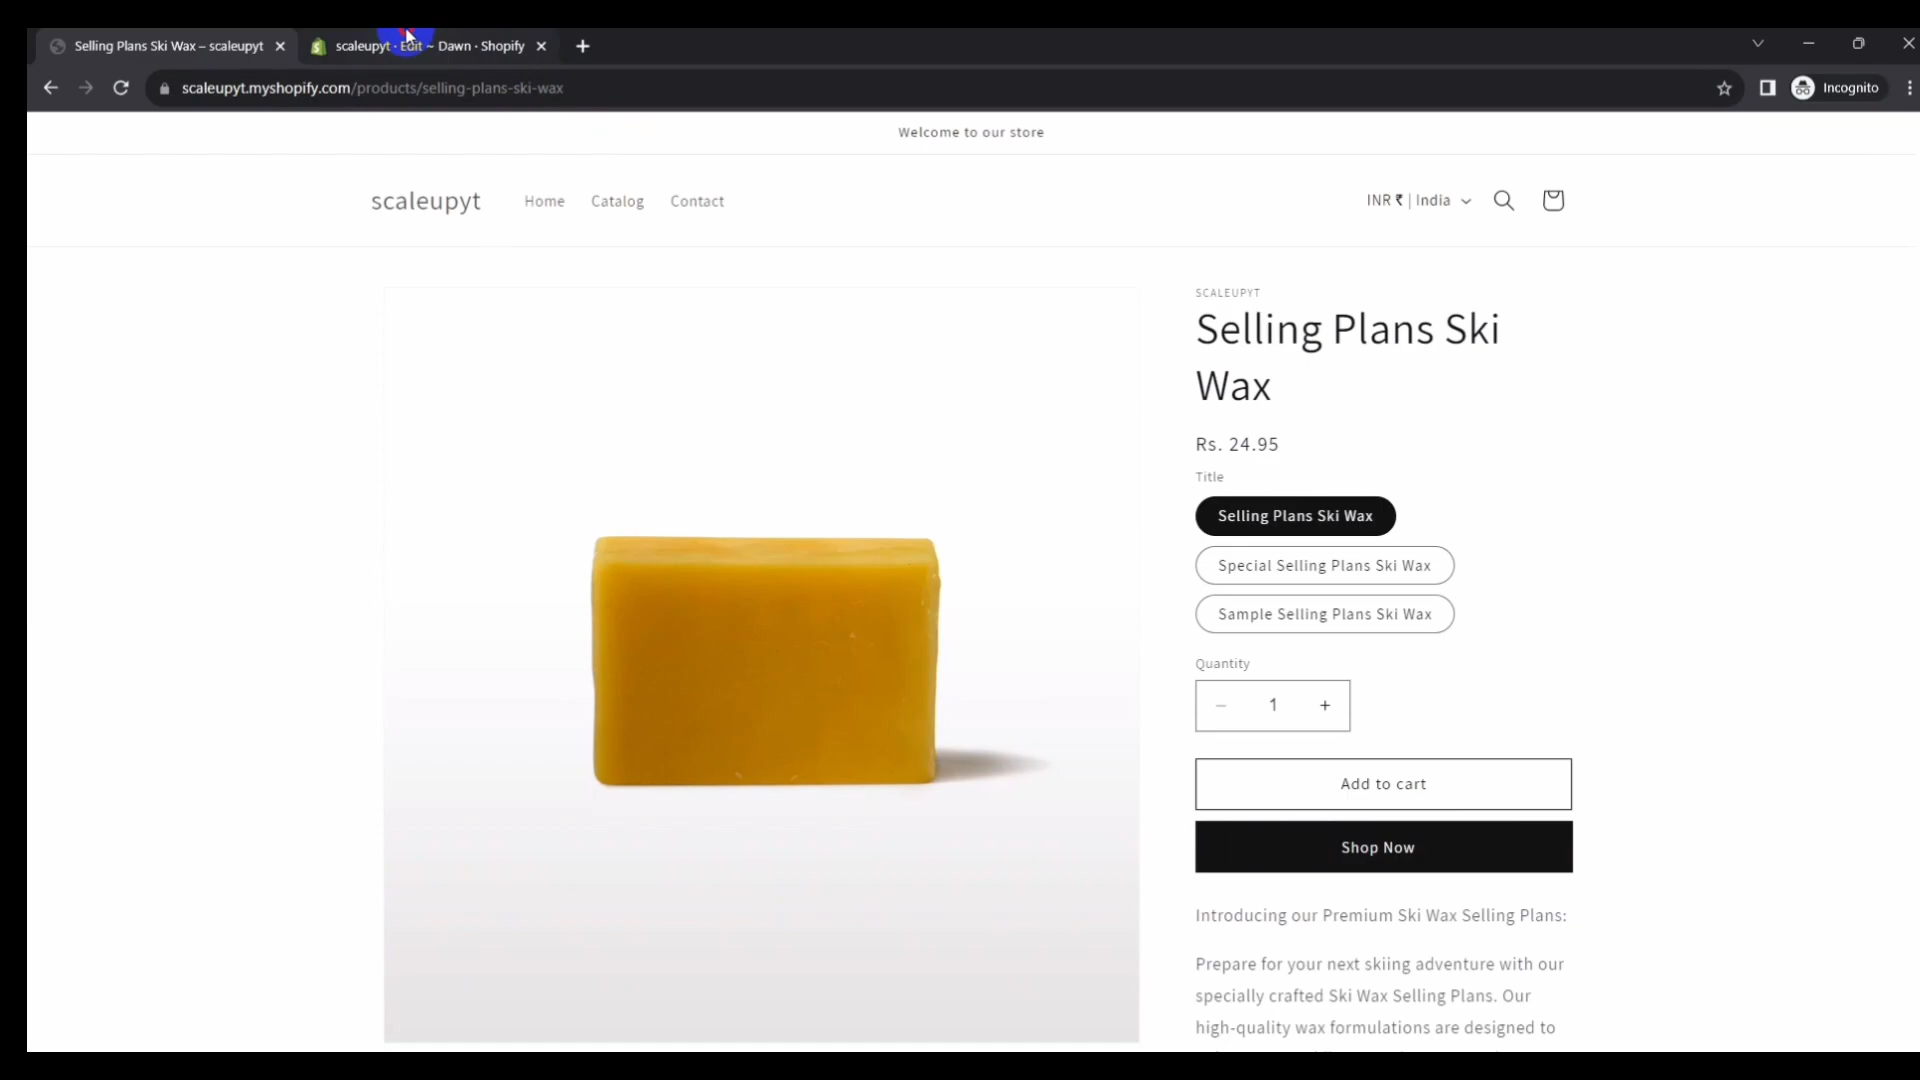 Selling Plans Ski Wax – scaleupyt
scaleupyt · Edit ~ Dawn · Shopify
scaleupyt.myshopify.com/products/selling-plans-ski-wax
Incognito
Welcome to our store
scaleupyt
Home
Catalog
Contact
INR ₹ | India
SCALEUPYT
Selling Plans Ski
Wax
Rs. 24.95
Title
Selling Plans Ski Wax
Special Selling Plans Ski Wax
Sample Selling Plans Ski Wax
Quantity
− 1 +
Add to cart
Shop Now
Introducing our Premium Ski Wax Selling Plans:
Prepare for your next skiing adventure with our
specially crafted Ski Wax Selling Plans. Our
high-quality wax formulations are designed to